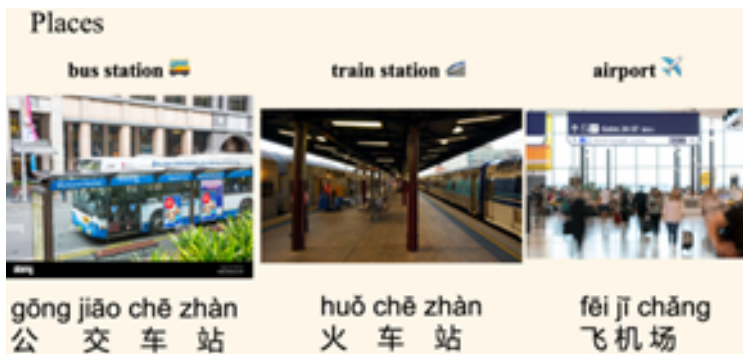 Places
bus station 🚌
train station 🚄
airport ✈️
alamy
gōng jiāo chē zhàn
公 交 车 站
huǒ chē zhàn
火 车 站
fēi jī chǎng
飞 机 场